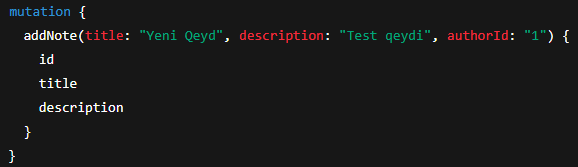 mutation {
  addNote(title: "Yeni Qeyd", description: "Test qeydi", authorId: "1") {
    id
    title
    description
  }
}